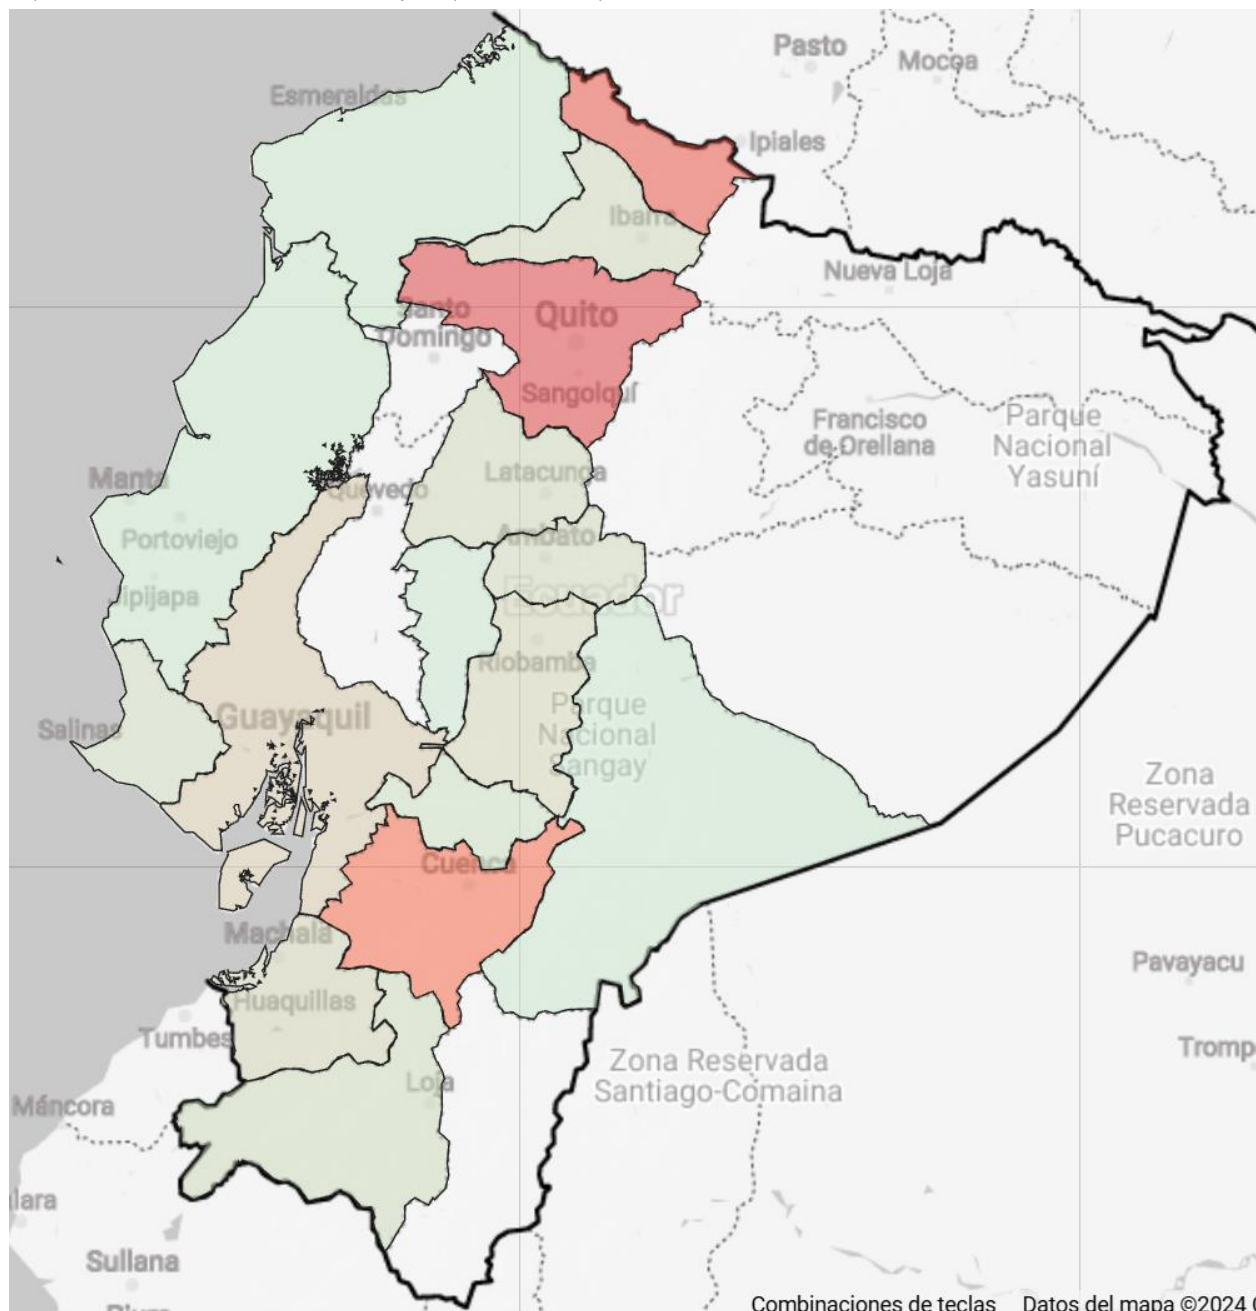 Pasto
Mocoa
Esmeraldas
Ipiales
Ibarra
Nueva Loja
Santo
Domingo
Quito
Sangolquí
Francisco
de Orellana
Parque
Nacional
Yasuní
Manta
Latacunga
Quevedo
Portoviejo
Ambato
Ecuador
Jipijapa
Riobamba
Parque
Nacional
Sangay
Salinas
Guayaquil
Zona
Reservada
Pucacuro
Cuenca
Machala
Pavayacu
Huaquillas
Tumbes
Tromp
Zona Reservada
Santiago-Comaina
Loja
Máncora
lara
Sullana
Combinaciones de teclas
Datos del mapa ©2024